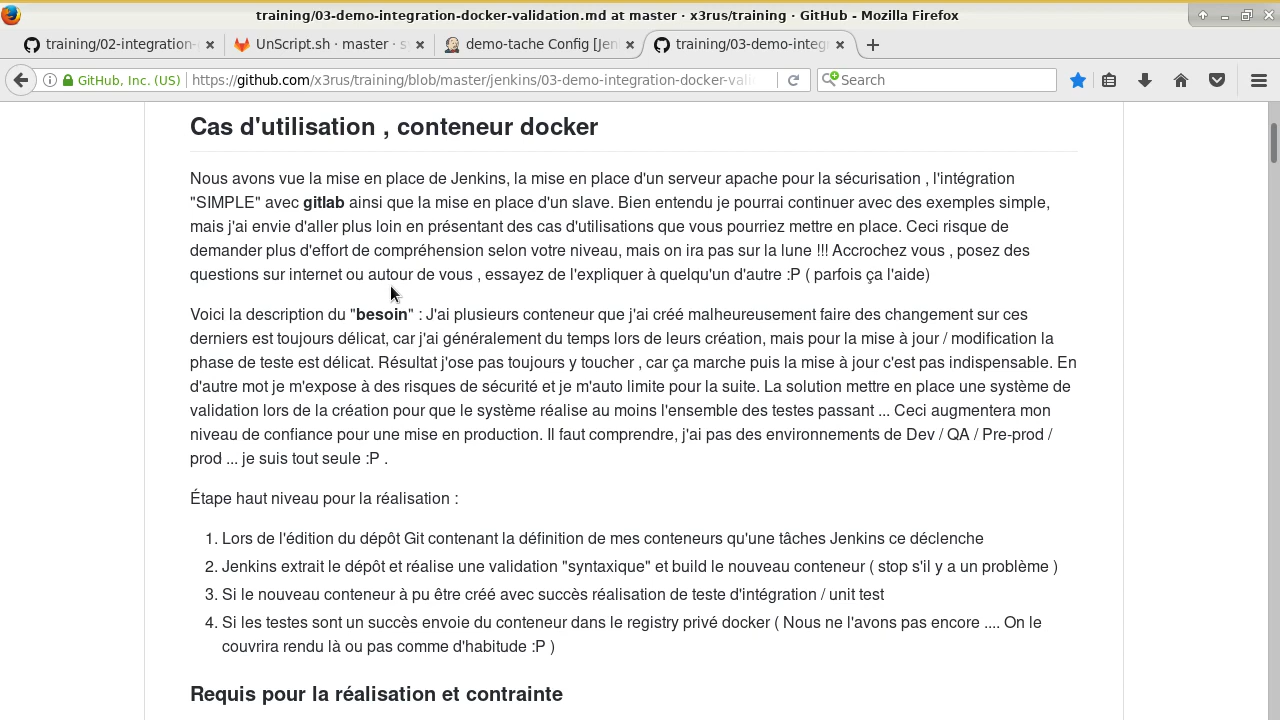 training/03-demo-integration-docker-validation.md at master · x3rus/training · GitHub - Mozilla Firefox
training/02-integration-
UnScript.sh · master · s
demo-tache Config [Jen
training/03-demo-integ
GitHub, Inc. (US)
https://github.com/x3rus/training/blob/master/jenkins/03-demo-integration-docker-vali
Search
Cas d'utilisation , conteneur docker
Nous avons vue la mise en place de Jenkins, la mise en place d'un serveur apache pour la sécurisation , l'intégration
"SIMPLE" avec gitlab ainsi que la mise en place d'un slave. Bien entendu je pourrai continuer avec des exemples simple,
mais j'ai envie d'aller plus loin en présentant des cas d'utilisations que vous pourriez mettre en place. Ceci risque de
demander plus d'effort de compréhension selon votre niveau, mais on ira pas sur la lune !!! Accrochez vous , posez des
questions sur internet ou autour de vous , essayez de l'expliquer à quelqu'un d'autre :P ( parfois ça l'aide)
Voici la description du "besoin" : J'ai plusieurs conteneur que j'ai créé malheureusement faire des changement sur ces
derniers est toujours délicat, car j'ai généralement du temps lors de leurs création, mais pour la mise à jour / modification la
phase de teste est délicat. Résultat j'ose pas toujours y toucher , car ça marche puis la mise à jour c'est pas indispensable. En
d'autre mot je m'expose à des risques de sécurité et je m'auto limite pour la suite. La solution mettre en place une système de
validation lors de la création pour que le système réalise au moins l'ensemble des testes passant ... Ceci augmentera mon
niveau de confiance pour une mise en production. Il faut comprendre, j'ai pas des environnements de Dev / QA / Pre-prod /
prod ... je suis tout seule :P .
Étape haut niveau pour la réalisation :
1. Lors de l'édition du dépôt Git contenant la définition de mes conteneurs qu'une tâches Jenkins ce déclenche
2. Jenkins extrait le dépôt et réalise une validation "syntaxique" et build le nouveau conteneur ( stop s'il y a un problème )
3. Si le nouveau conteneur à pu être créé avec succès réalisation de teste d'intégration / unit test
4. Si les testes sont un succès envoie du conteneur dans le registry privé docker ( Nous ne l'avons pas encore .... On le
couvrira rendu là ou pas comme d'habitude :P )
Requis pour la réalisation et contrainte